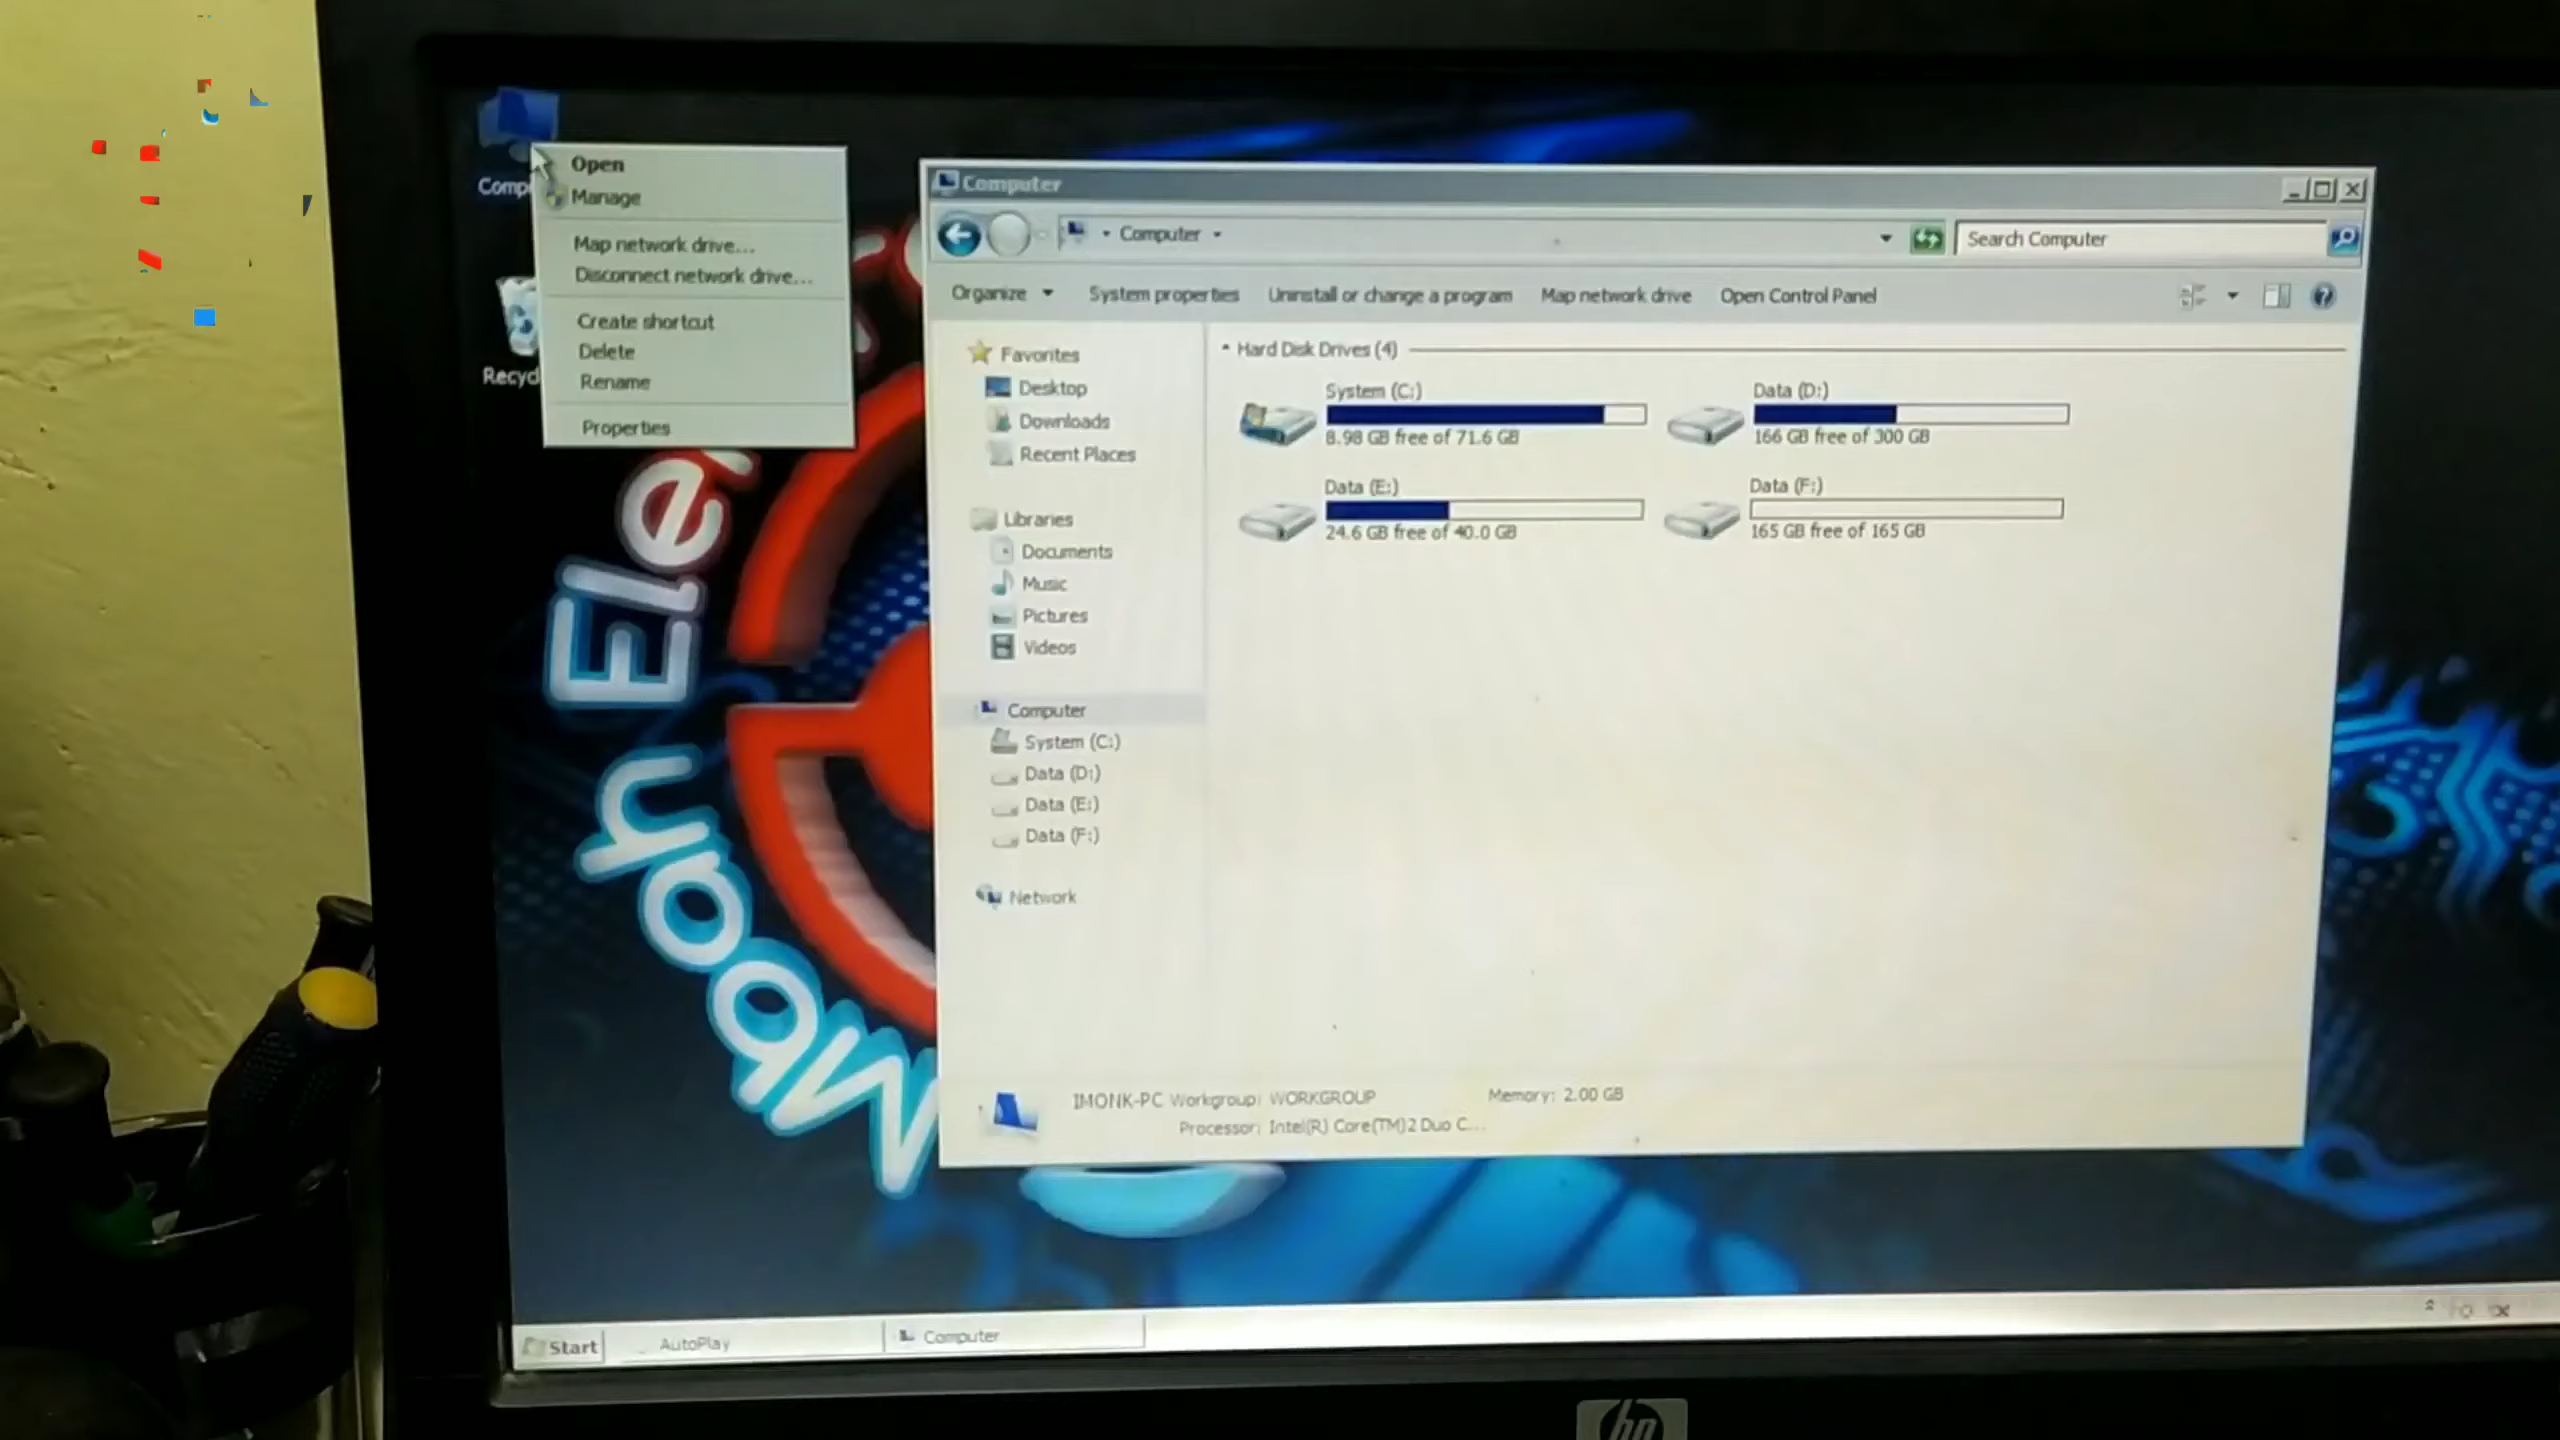 Open
Manage
Map network drive...
Disconnect network drive...
Create shortcut
Delete
Rename
Properties
Comp
Recyc
Mbah Ele
Computer
Computer
Search Computer
Organize
System properties
Uninstall or change a program
Map network drive
Open Control Panel
Favorites
Desktop
Downloads
Recent Places
Libraries
Documents
Music
Pictures
Videos
Computer
System (C:)
Data (D:)
Data (E:)
Data (F:)
Network
Hard Disk Drives (4)
System (C:)
8.98 GB free of 71.6 GB
Data (D:)
166 GB free of 300 GB
Data (E:)
24.6 GB free of 40.0 GB
Data (F:)
165 GB free of 165 GB
IMONK-PC Workgroup: WORKGROUP
Memory: 2.00 GB
Processor: Intel(R) Core(TM)2 Duo C...
Start
AutoPlay
Computer
hp